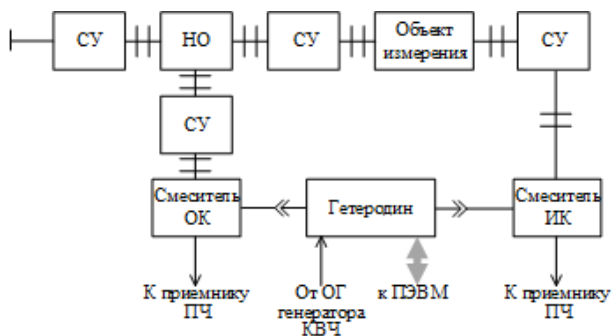 СУ
НО
СУ
Объект
измерения
СУ
СУ
Смеситель
ОК
Гетеродин
Смеситель
ИК
К приемнику
ПЧ
От ОГ
генератора
КВЧ
к ПЭВМ
К приемнику
ПЧ